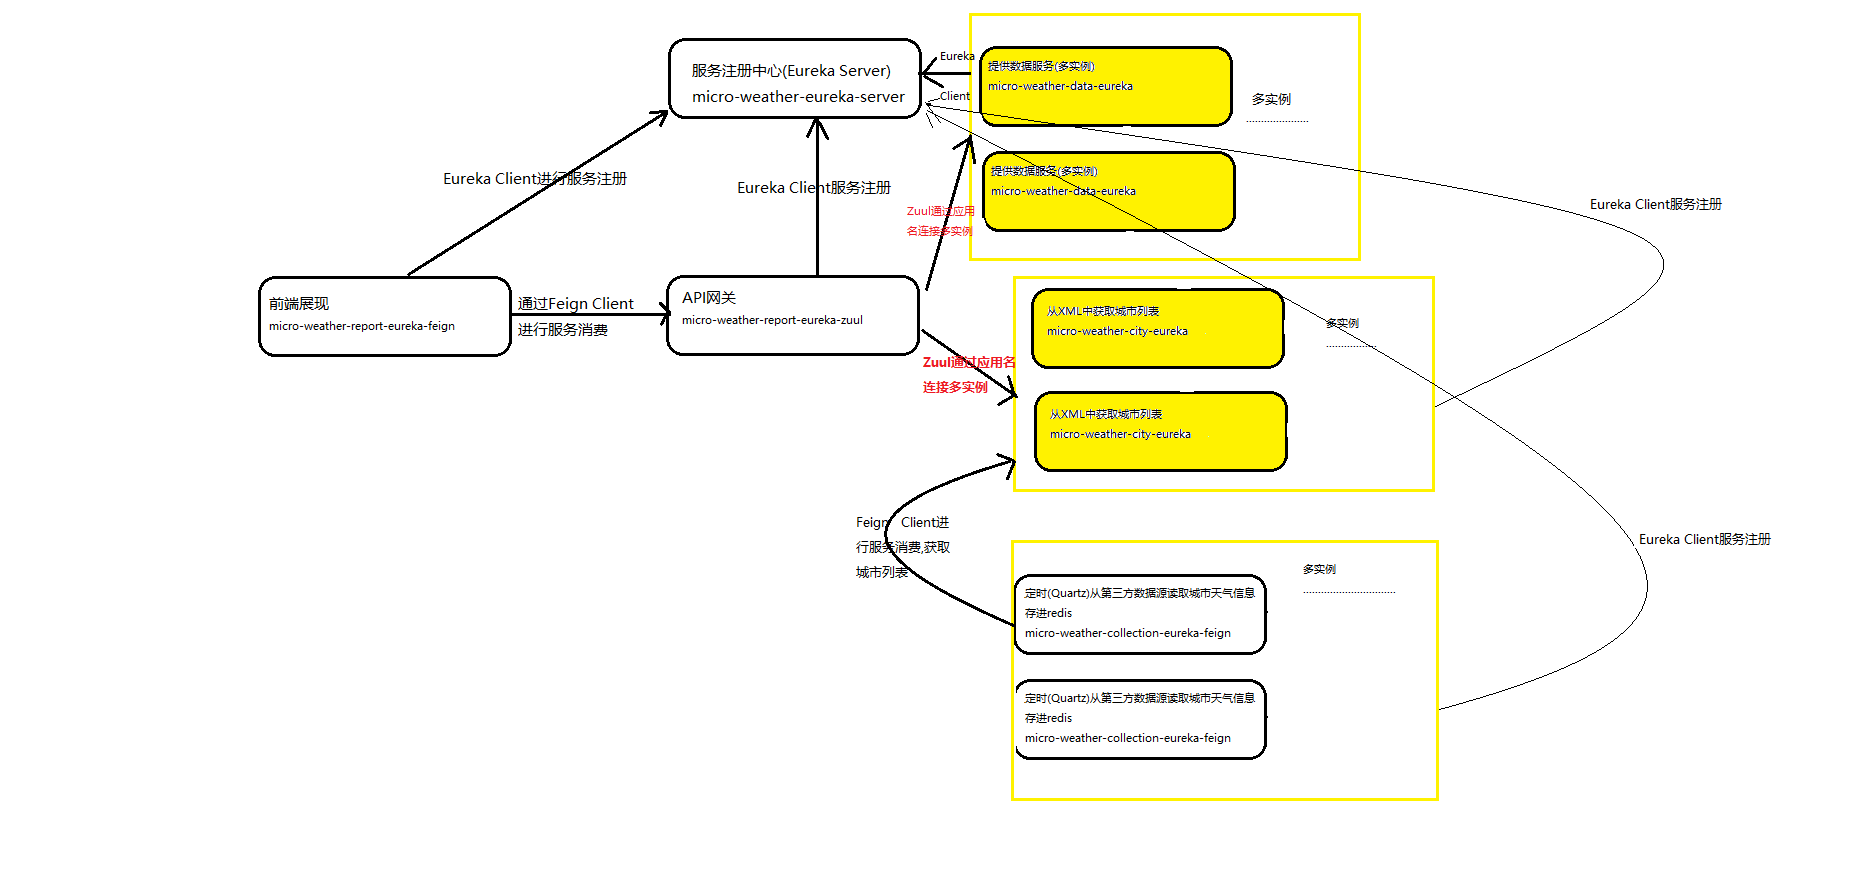 服务注册中心(Eureka Server)
micro-weather-eureka-server
Eureka
Client
提供数据服务(多实例)
micro-weather-data-eureka
多实例
.....................
提供数据服务(多实例)
micro-weather-data-eureka
Eureka Client进行服务注册
Eureka Client服务注册
Zuul通过应用
名连接多实例
Eureka Client服务注册
前端展现
micro-weather-report-eureka-feign
通过Feign Client
进行服务消费
API网关
micro-weather-report-eureka-zuul
Zuul通过应用名
连接多实例
从XML中获取城市列表
micro-weather-city-eureka
多实例
.................
从XML中获取城市列表
micro-weather-city-eureka
Feign Client进
行服务消费,获取
城市列表
Eureka Client服务注册
定时(Quartz)从第三方数据源读取城市天气信息
存进redis
micro-weather-collection-eureka-feign
多实例
...............................
定时(Quartz)从第三方数据源读取城市天气信息
存进redis
micro-weather-collection-eureka-feign